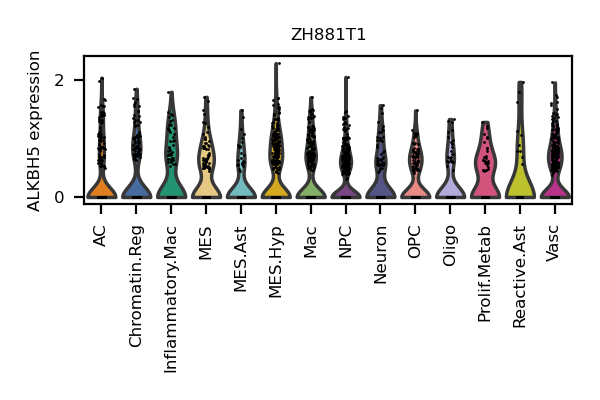 ZH881T1
ALKBH5 expression
2
0
AC
Chromatin.Reg
Inflammatory.Mac
MES
MES.Ast
MES.Hyp
Mac
NPC
Neuron
OPC
Oligo
Prolif.Metab
Reactive.Ast
Vasc